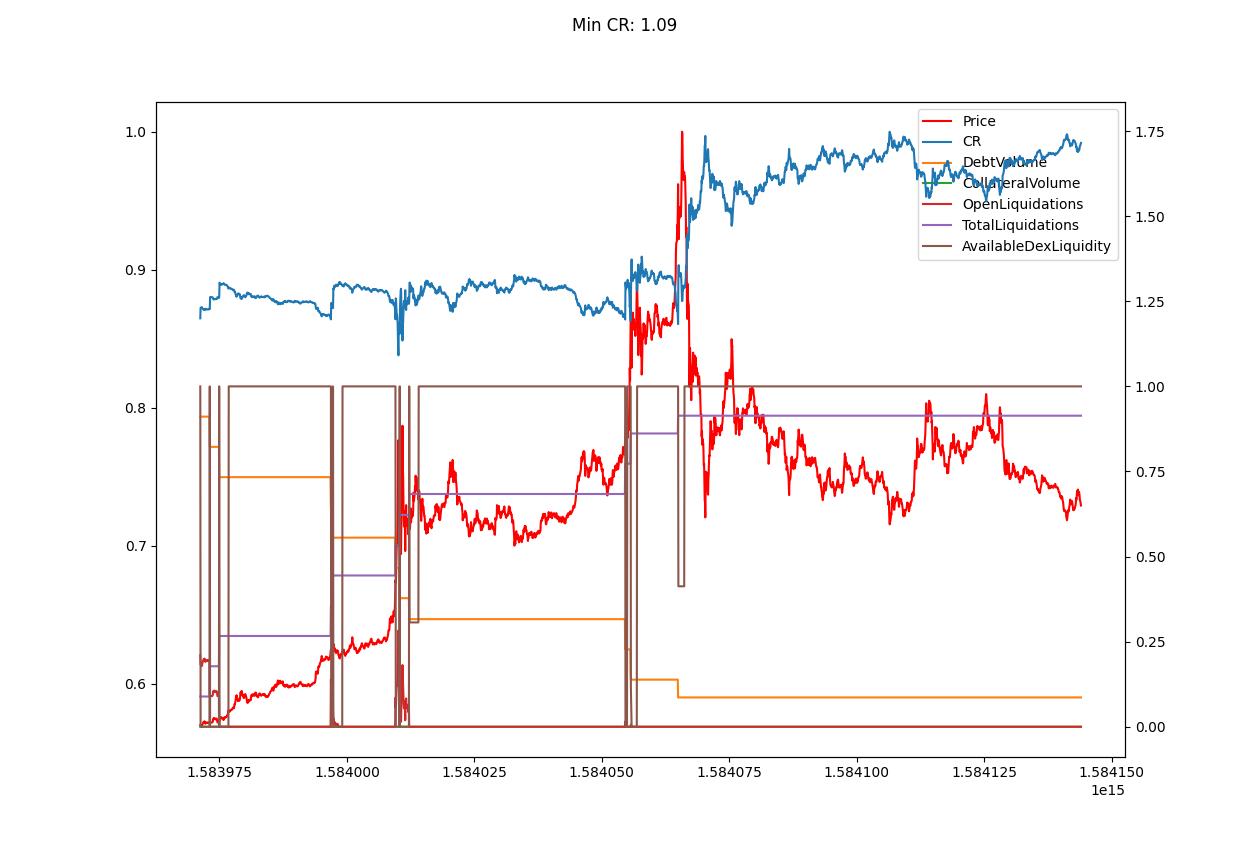 Min CR: 1.09
1.0
0.9
0.8
0.7
0.6
1.75
1.50
1.25
1.00
0.75
0.50
0.25
0.00
Price
CR
DebtVolume
CollateralVolume
OpenLiquidations
TotalLiquidations
AvailableDexLiquidity
1.583975 1.584000 1.584025 1.584050 1.584075 1.584100 1.584125 1.584150
1e15